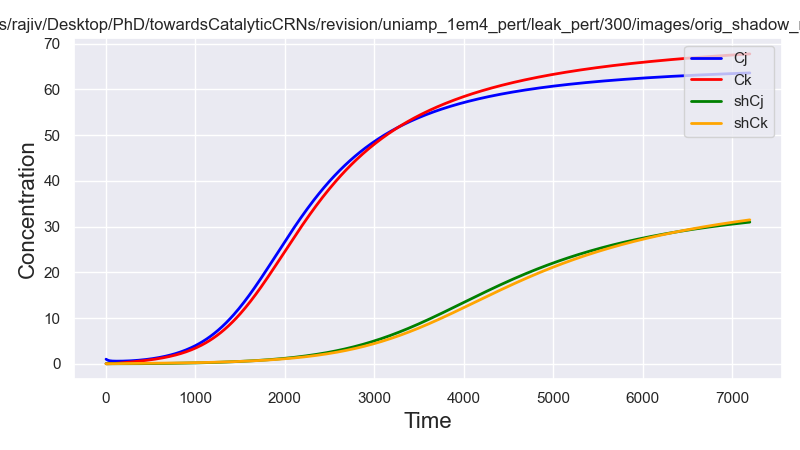 s/rajiv/Desktop/PhD/towardsCatalyticCRNs/revision/uniamp_1em4_pert/leak_pert/300/images/orig_shadow_
70
60
50
40
30
20
10
0
Concentration
Cj
Ck
shCj
shCk
0 1000 2000 3000 4000 5000 6000 7000
Time